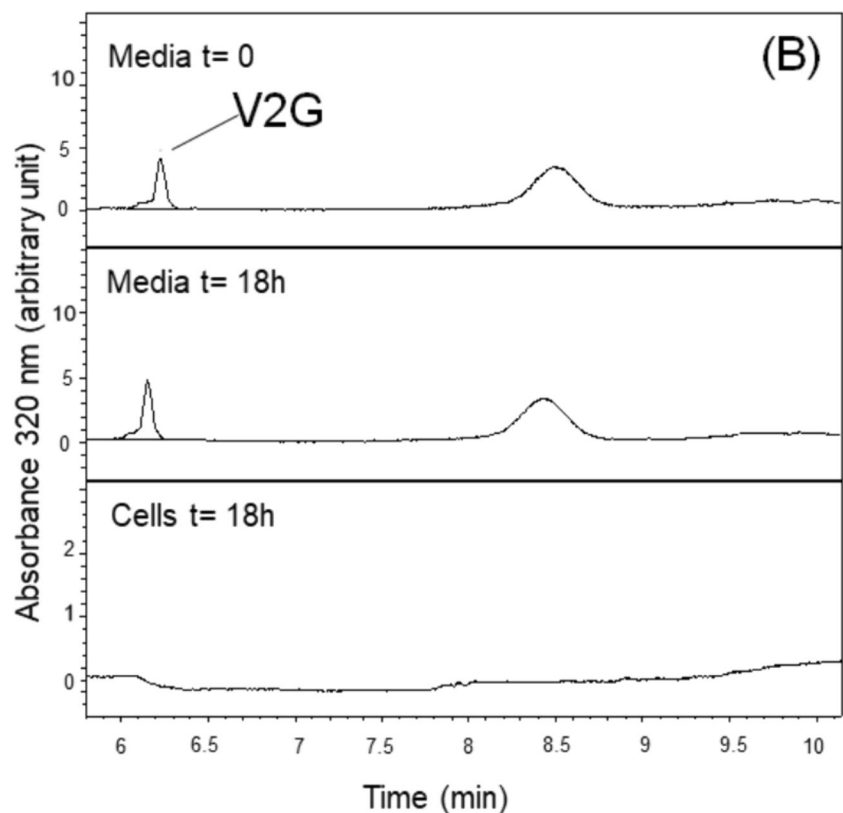 Absorbance 320 nm (arbitrary unit)
Media t= 0
(B)
V2G
10
5
0
Media t= 18h
10
5
0
Cells t= 18h
2
1
0
6 6.5 7 7.5 8 8.5 9 9.5 10
Time (min)